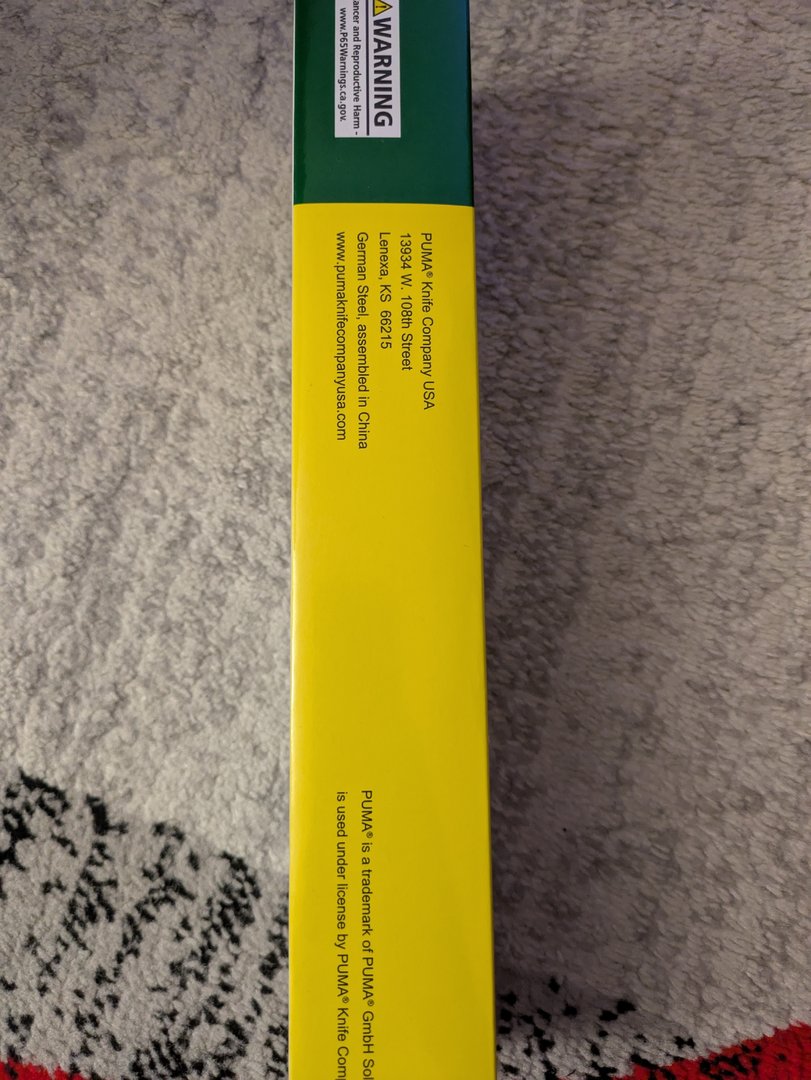 WARNING
ancer and Reproductive Harm -
www.P65Warnings.ca.gov.
PUMA® Knife Company USA
13934 W. 108th Street
Lenexa, KS 66215
German Steel, assembled in China
www.pumaknifecompanyusa.com
PUMA® is a trademark of PUMA® GmbH Sol
is used under license by PUMA® Knife Comp